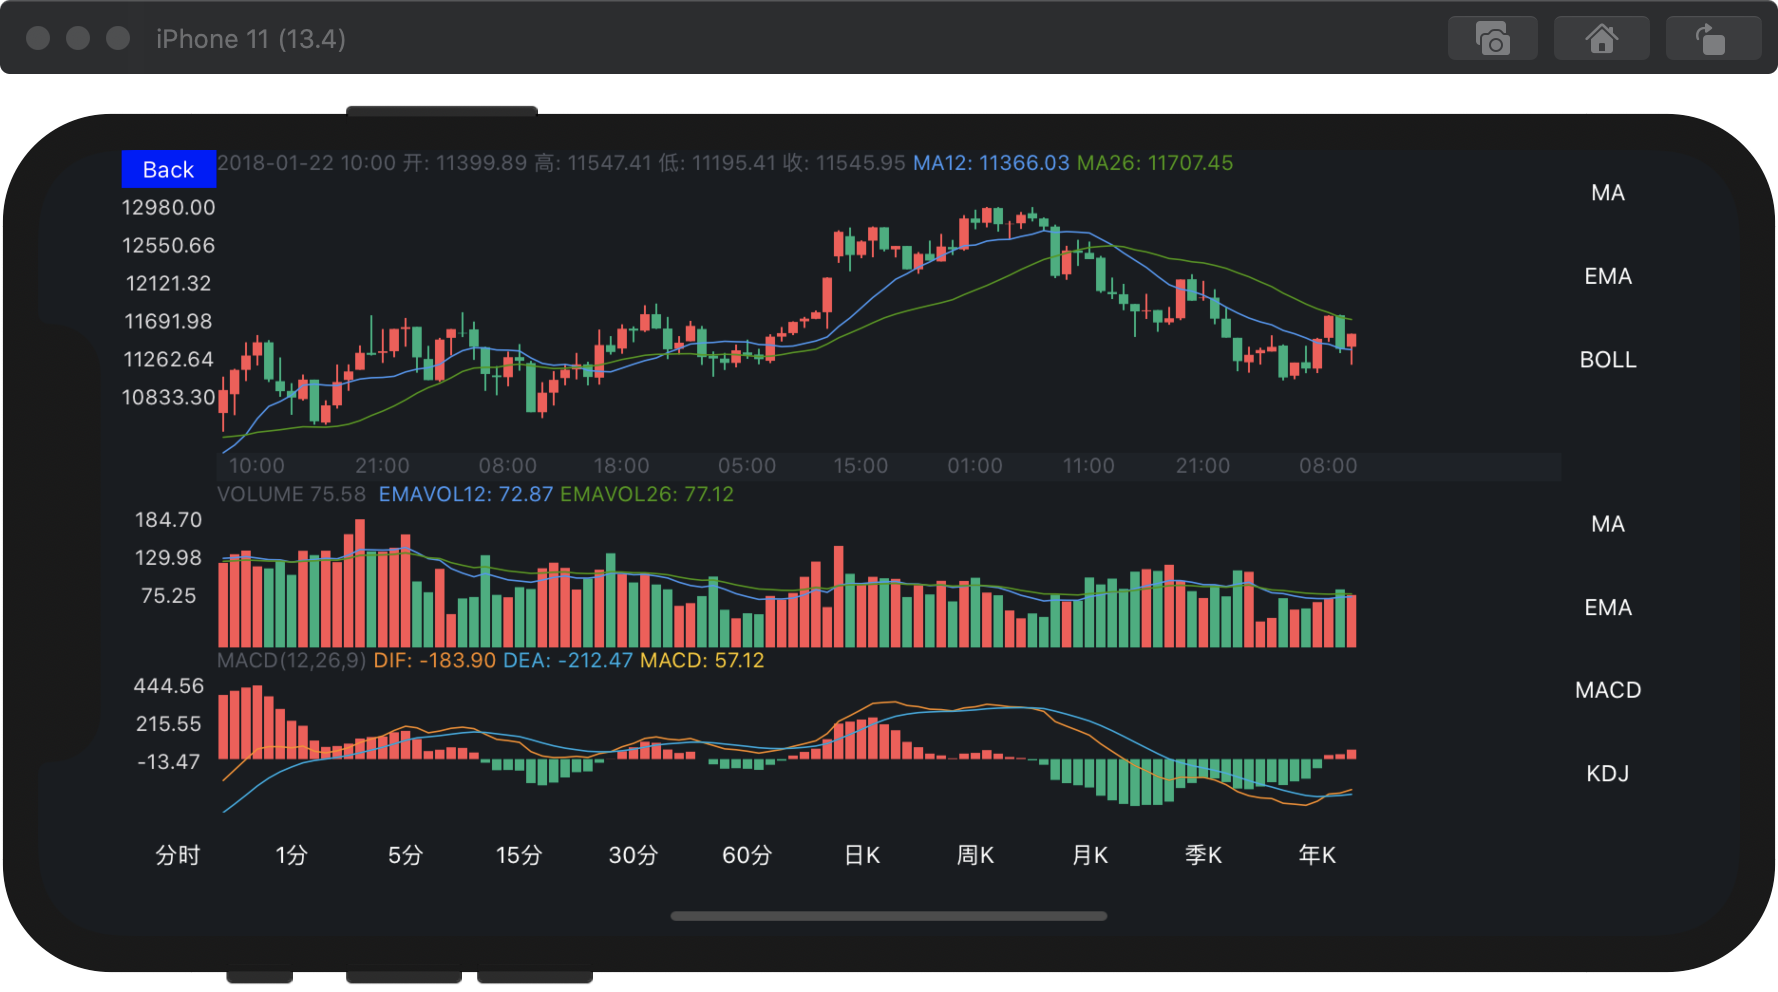 iPhone 11 (13.4)
Back
2018-01-22 10:00 开: 11399.89 高: 11547.41 低: 11195.41 收: 11545.95 MA12: 11366.03 MA26: 11707.45
12980.00
12550.66
12121.32
11691.98
11262.64
10833.30
MA
EMA
BOLL
10:00 21:00 08:00 18:00 05:00 15:00 01:00 11:00 21:00 08:00
VOLUME 75.58 EMAVOL12: 72.87 EMAVOL26: 77.12
184.70
129.98
75.25
MA
EMA
MACD(12,26,9) DIF: -183.90 DEA: -212.47 MACD: 57.12
444.56
215.55
-13.47
MACD
KDJ
分时 1分 5分 15分 30分 60分 日K 周K 月K 季K 年K